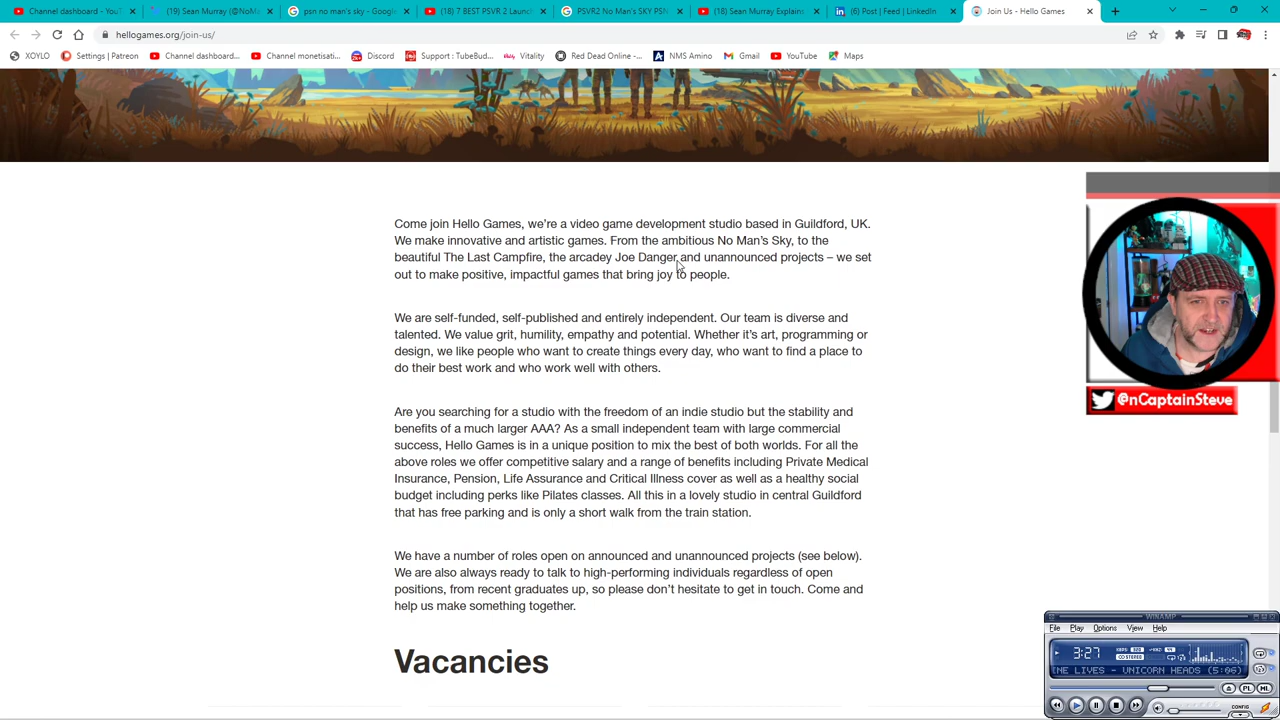 Channel dashboard - YouT
(19) Sean Murray (@NoMa
psn no man's sky - Google
(18) 7 BEST PSVR 2 Launch
PSVR2 No Man's SKY PSN
(18) Sean Murray Explains
(6) Post | Feed | LinkedIn
Join Us - Hello Games
hellogames.org/join-us/
XOYLO
Settings | Patreon
Channel dashboard...
Channel monetisati...
Discord
Support : TubeBud...
Vitality
Red Dead Online -...
NMS Amino
YouTube
Gmail
YouTube
Maps
Come join Hello Games, we're a video game development studio based in Guildford, UK.
We make innovative and artistic games. From the ambitious No Man's Sky, to the
beautiful The Last Campfire, the arcadey Joe Danger and unannounced projects – we set
out to make positive, impactful games that bring joy to people.
We are self-funded, self-published and entirely independent. Our team is diverse and
talented. We value grit, humility, empathy and potential. Whether it's art, programming or
design, we like people who want to create things every day, who want to find a place to
do their best work and who work well with others.
Are you searching for a studio with the freedom of an indie studio but the stability and
benefits of a much larger AAA? As a small independent team with large commercial
success, Hello Games is in a unique position to mix the best of both worlds. For all the
above roles we offer competitive salary and a range of benefits including Private Medical
Insurance, Pension, Life Assurance and Critical Illness cover as well as a healthy social
budget including perks like Pilates classes. All this in a lovely studio in central Guildford
that has free parking and is only a short walk from the train station.
We have a number of roles open on announced and unannounced projects (see below).
We are also always ready to talk to high-performing individuals regardless of open
positions, from recent graduates up, so please don't hesitate to get in touch. Come and
help us make something together.
Vacancies
@nCaptainSteve
WINAMP
File Play Options View Help
3:27
STEREO
NE LIVES - UNICORN HEADS (5:06)
PL ML
CONFIG